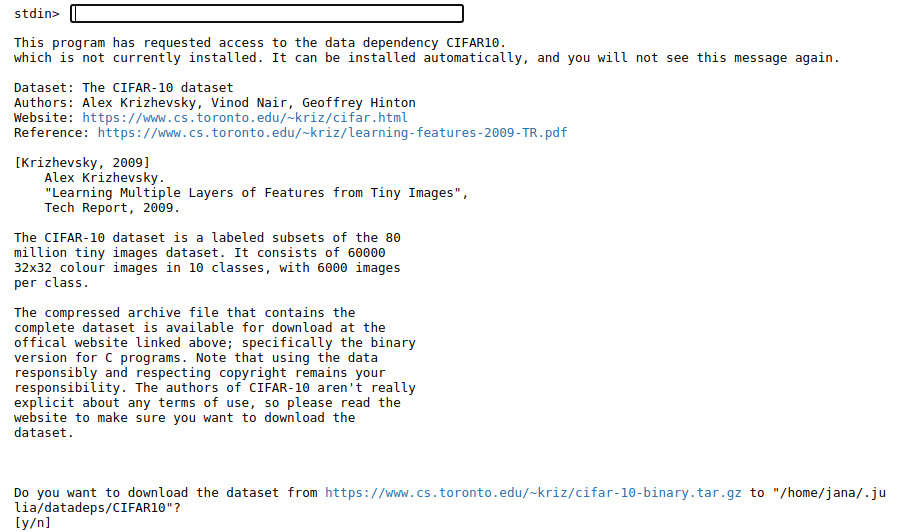 stdin>
This program has requested access to the data dependency CIFAR10.
which is not currently installed. It can be installed automatically, and you will not see this message again.
Dataset: The CIFAR-10 dataset
Authors: Alex Krizhevsky, Vinod Nair, Geoffrey Hinton
Website: https://www.cs.toronto.edu/~kriz/cifar.html
Reference: https://www.cs.toronto.edu/~kriz/learning-features-2009-TR.pdf
[Krizhevsky, 2009]
Alex Krizhevsky.
"Learning Multiple Layers of Features from Tiny Images",
Tech Report, 2009.
The CIFAR-10 dataset is a labeled subsets of the 80
million tiny images dataset. It consists of 60000
32x32 colour images in 10 classes, with 6000 images
per class.
The compressed archive file that contains the
complete dataset is available for download at the
offical website linked above; specifically the binary
version for C programs. Note that using the data
responsibly and respecting copyright remains your
responsibility. The authors of CIFAR-10 aren't really
explicit about any terms of use, so please read the
website to make sure you want to download the
dataset.
Do you want to download the dataset from https://www.cs.toronto.edu/~kriz/cifar-10-binary.tar.gz to "/home/jana/.ju
lia/datadeps/CIFAR10"?
[y/n]